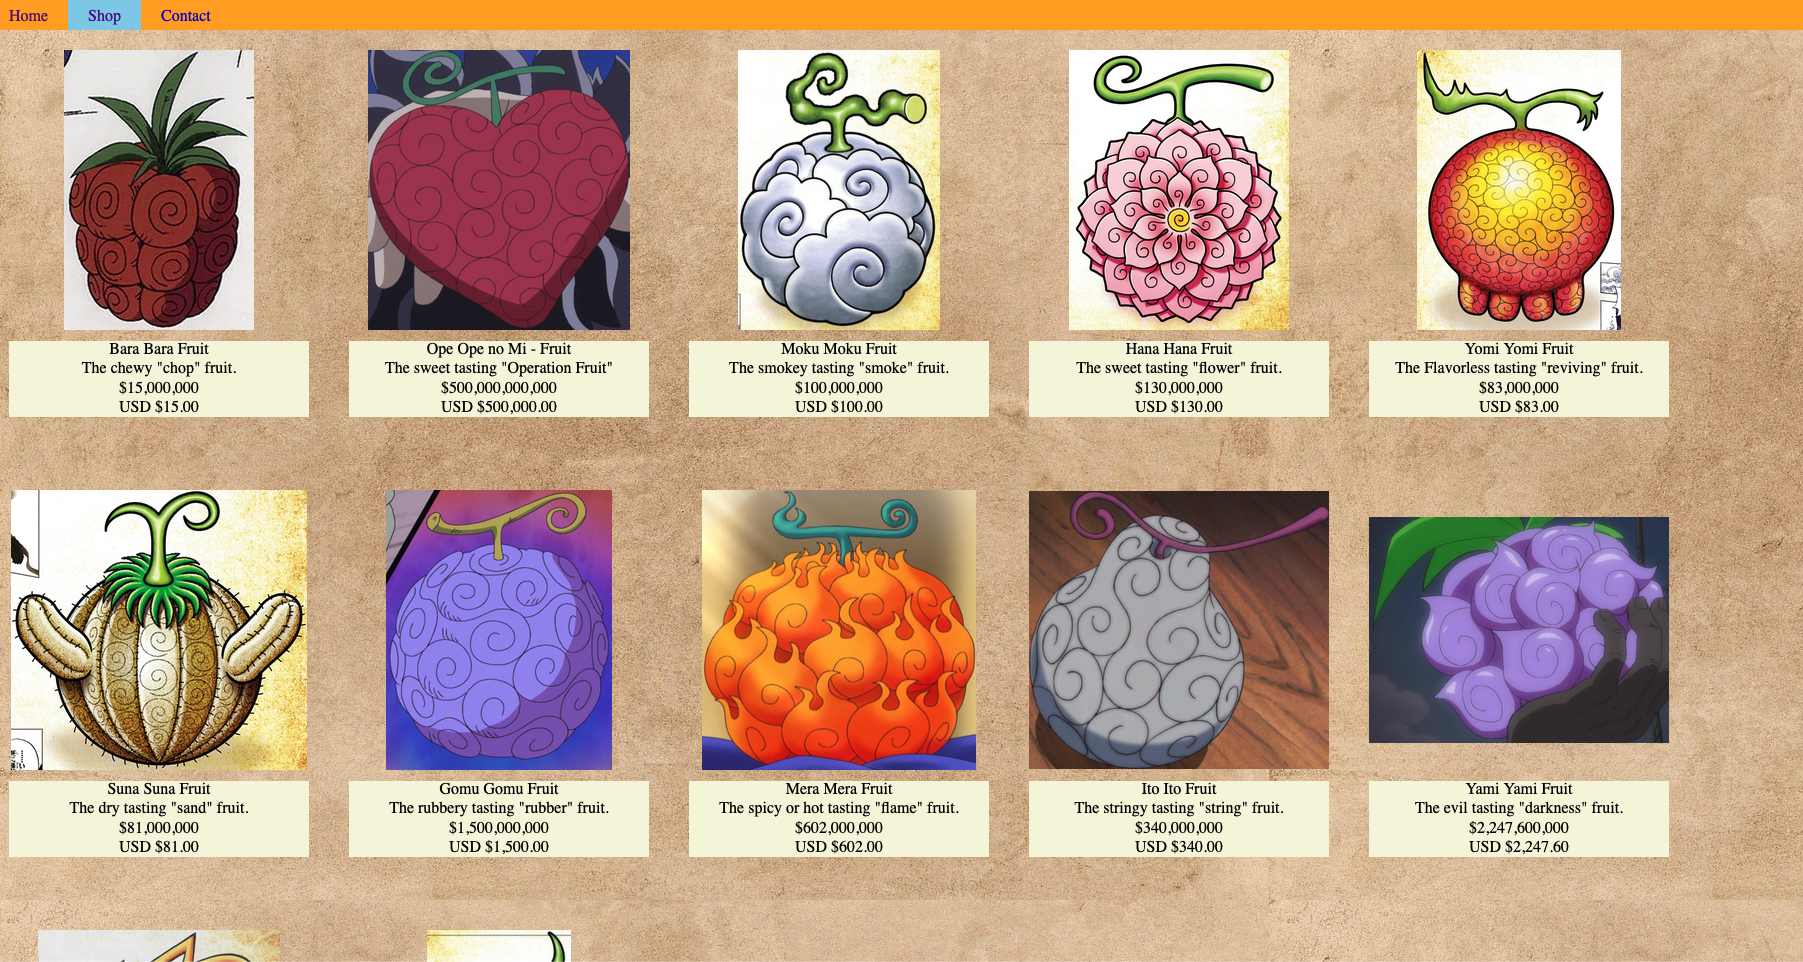 Home Shop Contact
Bara Bara Fruit
The chewy "chop" fruit.
$15,000,000
USD $15.00
Ope Ope no Mi - Fruit
The sweet tasting "Operation Fruit"
$500,000,000,000
USD $500,000.00
Moku Moku Fruit
The smokey tasting "smoke" fruit.
$100,000,000
USD $100.00
Hana Hana Fruit
The sweet tasting "flower" fruit.
$130,000,000
USD $130.00
Yomi Yomi Fruit
The Flavorless tasting "reviving" fruit.
$83,000,000
USD $83.00
Suna Suna Fruit
The dry tasting "sand" fruit.
$81,000,000
USD $81.00
Gomu Gomu Fruit
The rubbery tasting "rubber" fruit.
$1,500,000,000
USD $1,500.00
Mera Mera Fruit
The spicy or hot tasting "flame" fruit.
$602,000,000
USD $602.00
Ito Ito Fruit
The stringy tasting "string" fruit.
$340,000,000
USD $340.00
Yami Yami Fruit
The evil tasting "darkness" fruit.
$2,247,600,000
USD $2,247.60